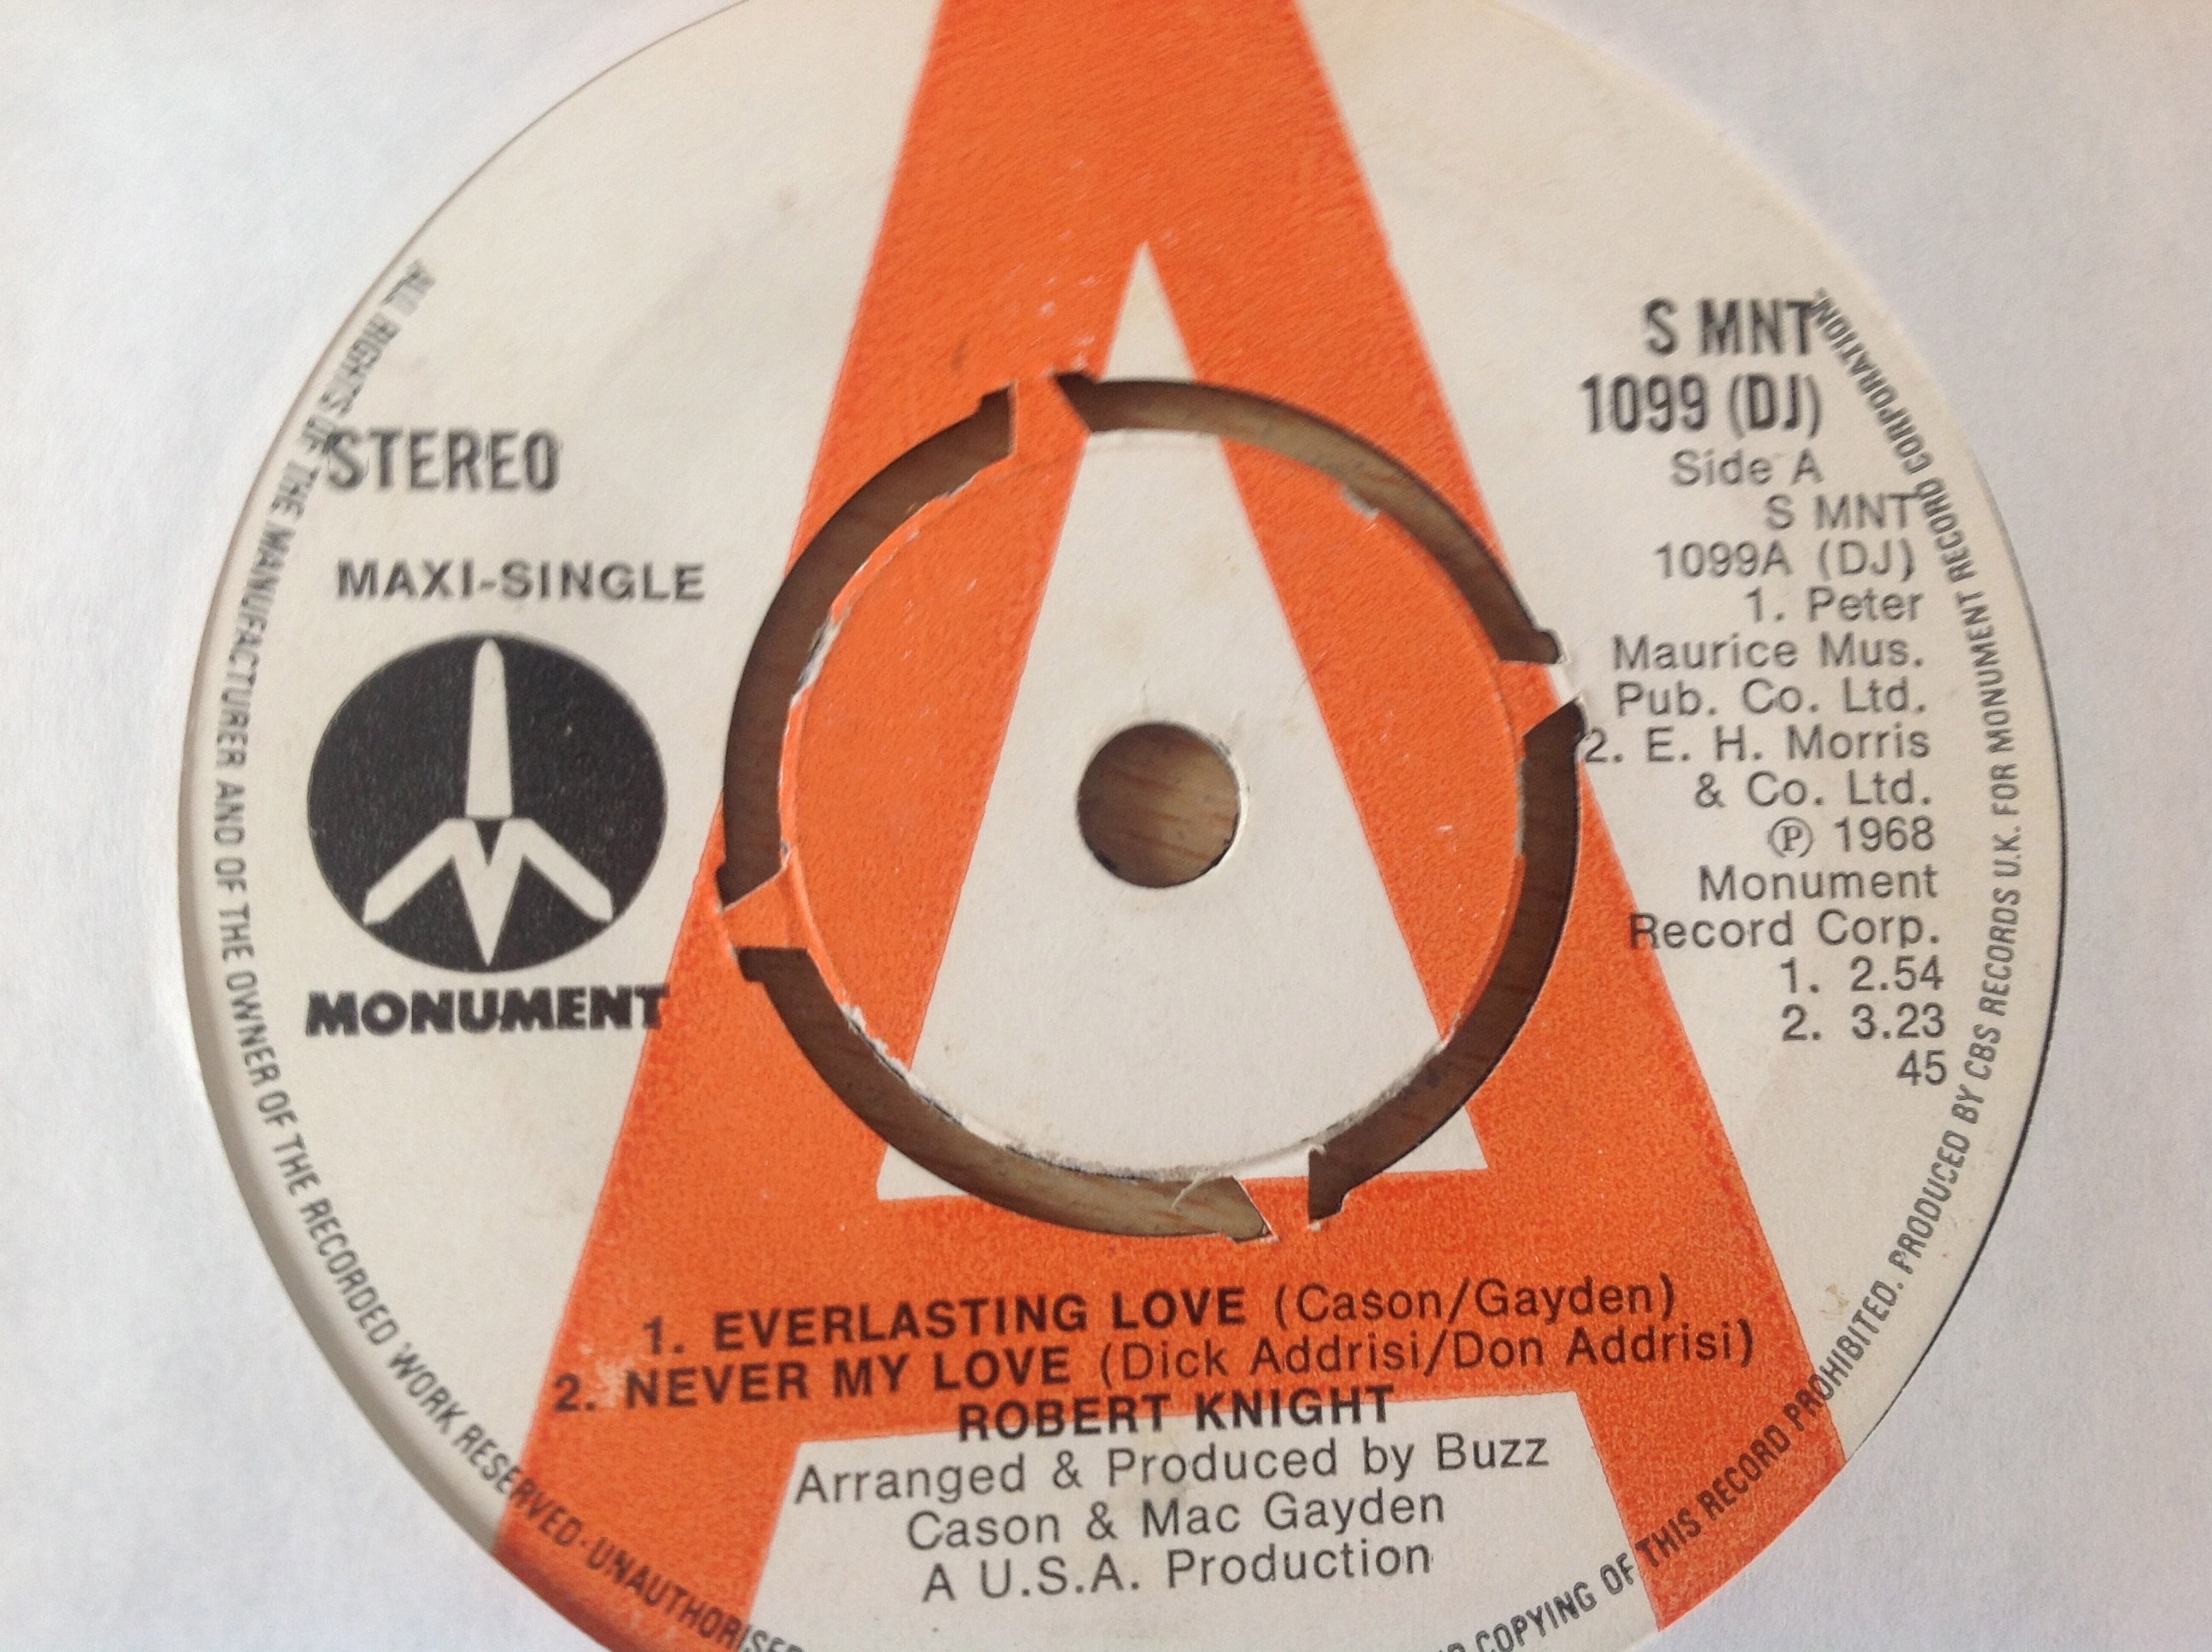 STEREO
MAXI-SINGLE
MONUMENT
S MNT
1099 (DJ)
Side A
S MNT
1099A (DJ)
1. Peter
Maurice Mus.
Pub. Co. Ltd.
2. E. H. Morris
& Co. Ltd.
℗ 1968
Monument
Record Corp.
1. 2.54
2. 3.23
45
1. EVERLASTING LOVE (Cason/Gayden)
2. NEVER MY LOVE (Dick Addrisi/Don Addrisi)
ROBERT KNIGHT
Arranged & Produced by Buzz
Cason & Mac Gayden
A U.S.A. Production
ALL RIGHTS OF THE MANUFACTURER AND OF THE OWNER OF THE RECORDED WORK RESERVED·UNAUTHORISED
COPYING OF THIS RECORD PROHIBITED. PRODUCED BY CBS RECORDS U.K. FOR MONUMENT RECORD CORPORATION.
A